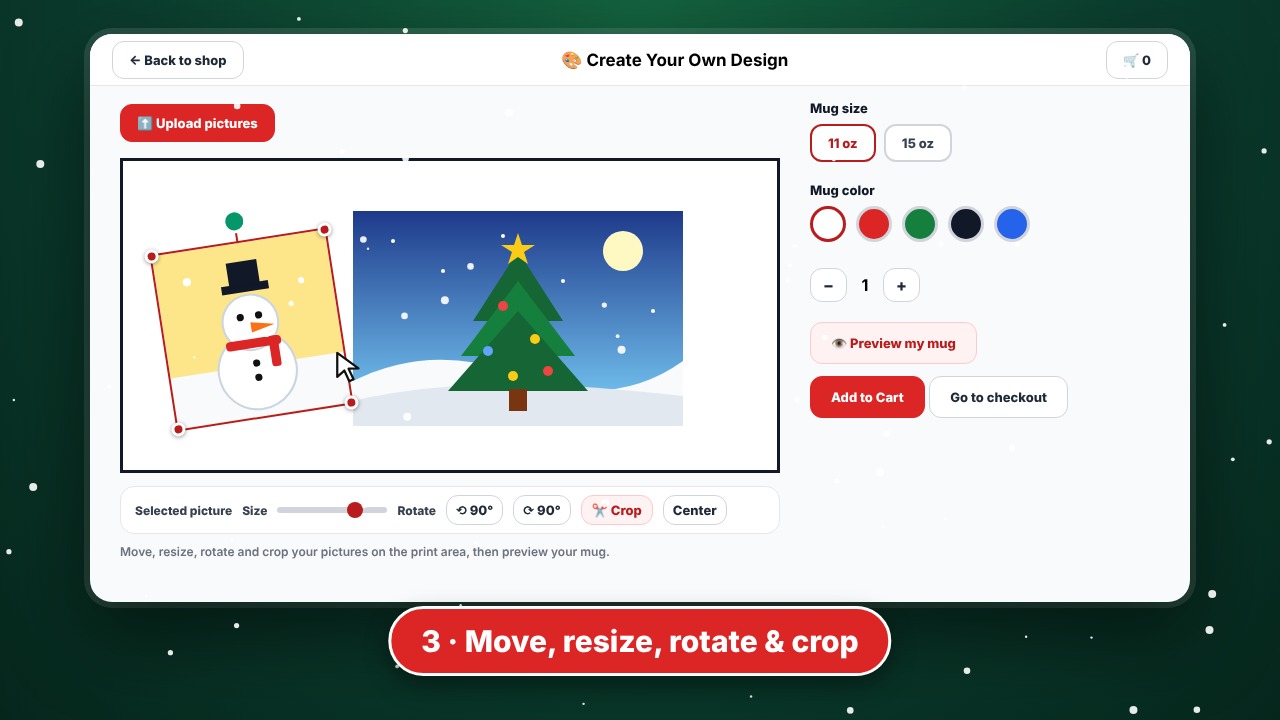 ← Back to shop
🎨 Create Your Own Design
🛒 0
⬆️ Upload pictures
Mug size
11 oz
15 oz
Mug color
− 1 +
👁️ Preview my mug
Add to Cart
Go to checkout
Selected picture Size Rotate ⟲ 90° ⟳ 90° ✂️ Crop Center
Move, resize, rotate and crop your pictures on the print area, then preview your mug.
3 · Move, resize, rotate & crop